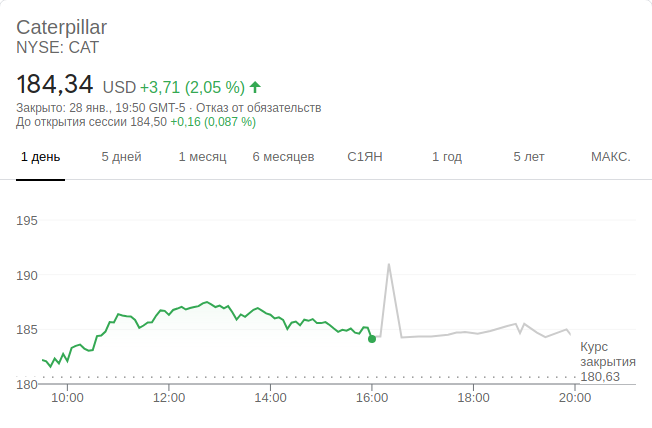 Caterpillar
NYSE: CAT
184,34 USD +3,71 (2,05 %)
Закрыто: 28 янв., 19:50 GMT-5 · Отказ от обязательств
До открытия сессии 184,50 +0,16 (0,087 %)
1 день 5 дней 1 месяц 6 месяцев С1ЯН 1 год 5 лет МАКС.
195
190
185
180
Курс
закрытия
180,63
10:00 12:00 14:00 16:00 18:00 20:00